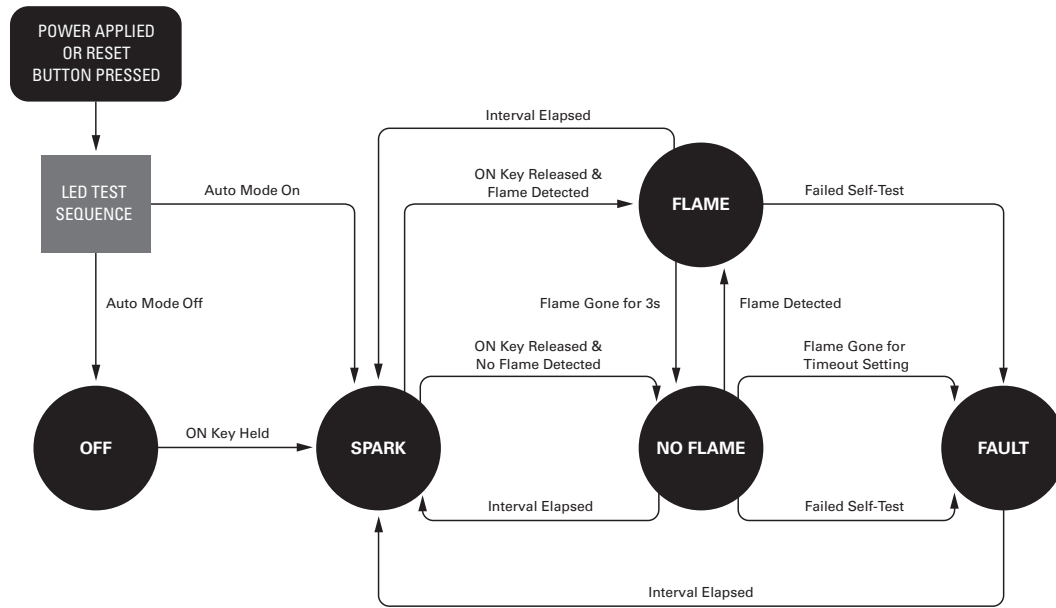 POWER APPLIED
OR RESET
BUTTON PRESSED
Interval Elapsed
LED TEST
SEQUENCE
Auto Mode On
ON Key Released &
Flame Detected
FLAME
Failed Self-Test
Auto Mode Off
Flame Gone for 3s
Flame Detected
ON Key Released &
No Flame Detected
Flame Gone for
Timeout Setting
OFF
ON Key Held
SPARK
NO FLAME
FAULT
Interval Elapsed
Failed Self-Test
Interval Elapsed